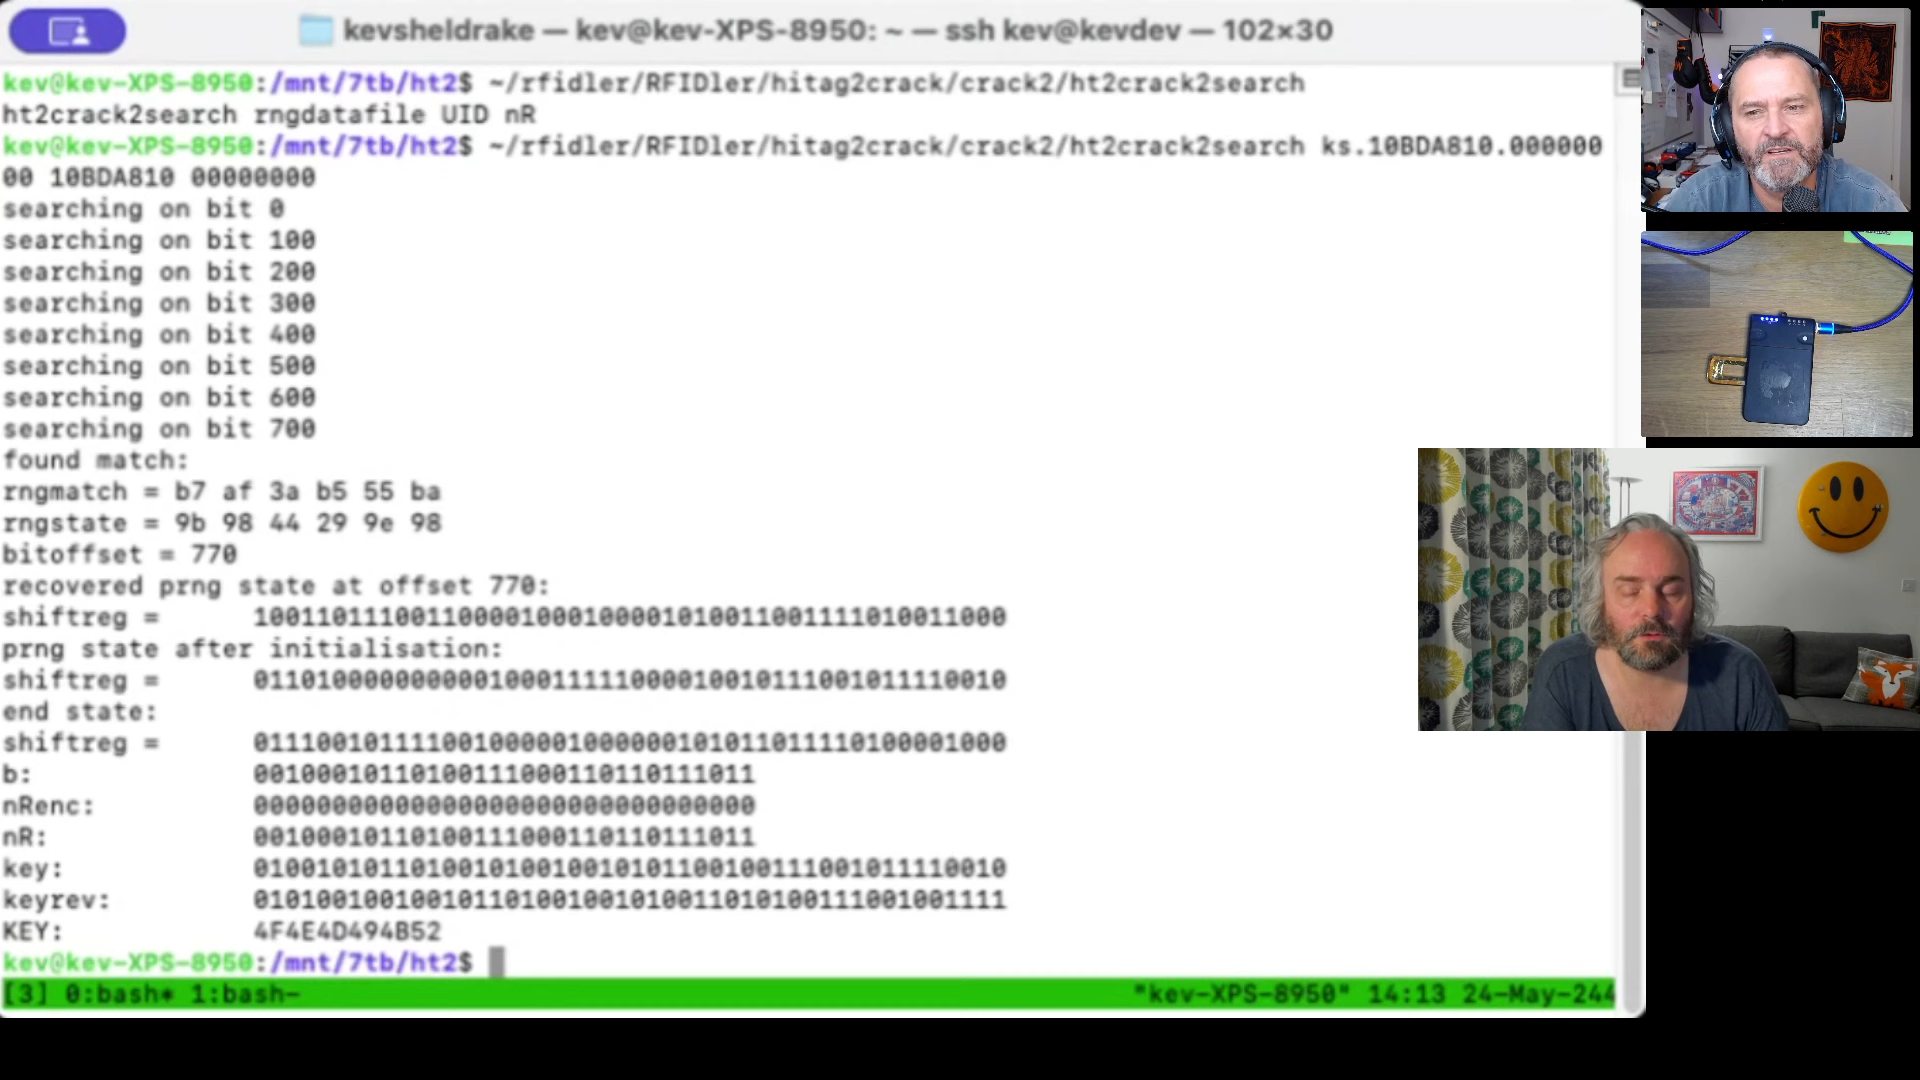 kevsheldrake — kev@kev-XPS-8950: ~ — ssh kev@kevdev — 102×30
kev@kev-XPS-8950:/mnt/7tb/ht2$ ~/rfidler/RFIDler/hitag2crack/crack2/ht2crack2search
ht2crack2search rngdatafile UID nR
kev@kev-XPS-8950:/mnt/7tb/ht2$ ~/rfidler/RFIDler/hitag2crack/crack2/ht2crack2search ks.10BDA810.000000
00 10BDA810 00000000
searching on bit 0
searching on bit 100
searching on bit 200
searching on bit 300
searching on bit 400
searching on bit 500
searching on bit 600
searching on bit 700
found match:
rngmatch = b7 af 3a b5 55 ba
rngstate = 9b 98 44 29 9e 98
bitoffset = 770
recovered prng state at offset 770:
shiftreg =      100110111001100001000100001010011001111010011000
prng state after initialisation:
shiftreg =      011010000000000100011111000010010111001011110010
end state:
shiftreg =      011100101111001000001000000101011011110100001000
b:              00100010110100111000110110111011
nRenc:          00000000000000000000000000000000
nR:             00100010110100111000110110111011
key:            010010101101001010010010101100100111001011110010
keyrev:         010100100100101101001001010011010100111001001111
KEY:            4F4E4D494B52
kev@kev-XPS-8950:/mnt/7tb/ht2$
[3] 0:bash* 1:bash- "kev-XPS-8950" 14:13 24-May-244